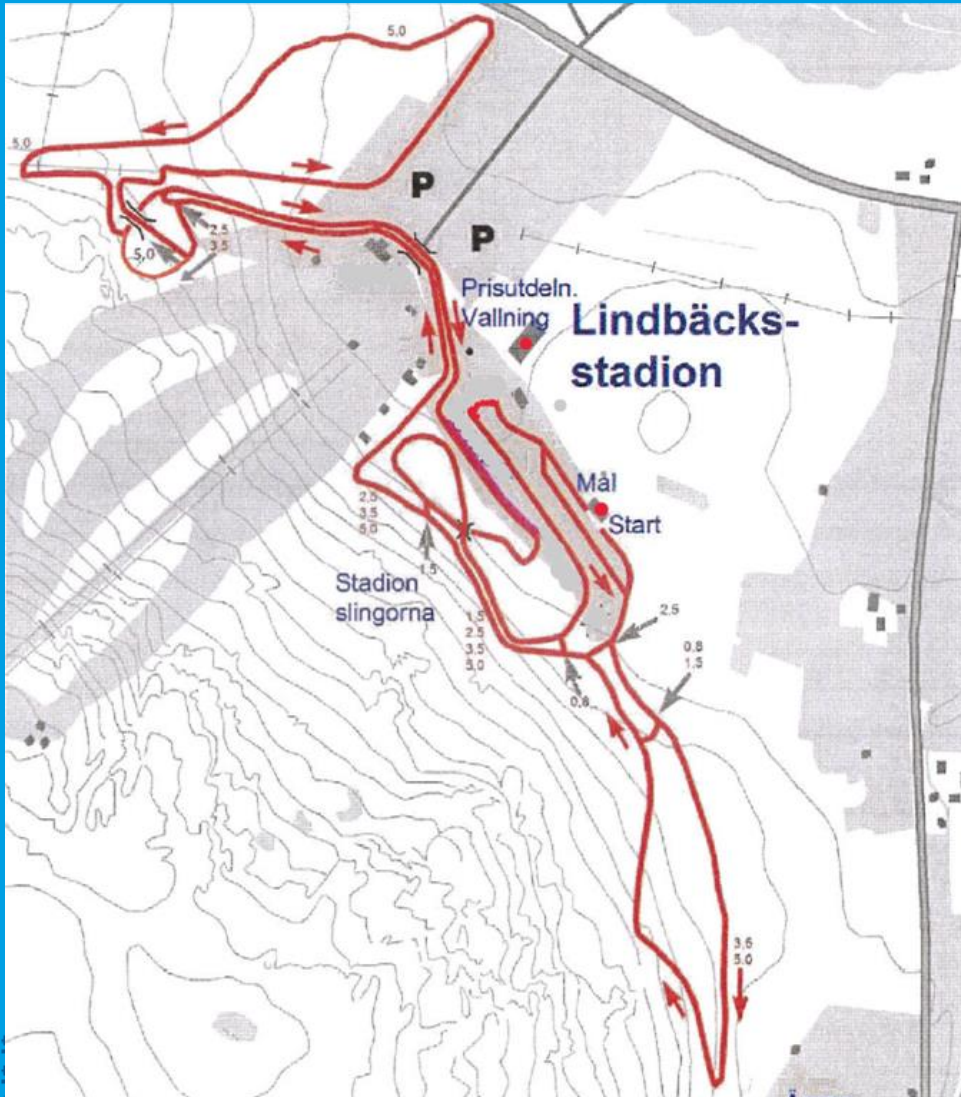 5,0
5,0
P
2,5
3,5
5,0
P
Prisutdeln.
Vallning
Lindbäcks-
stadion
Mål
Start
2,5
3,5
5,0
1,5
Stadion
slingorna
1,5
2,5
3,5
5,0
2,5
0,8
1,5
0,8
3,5
5,0